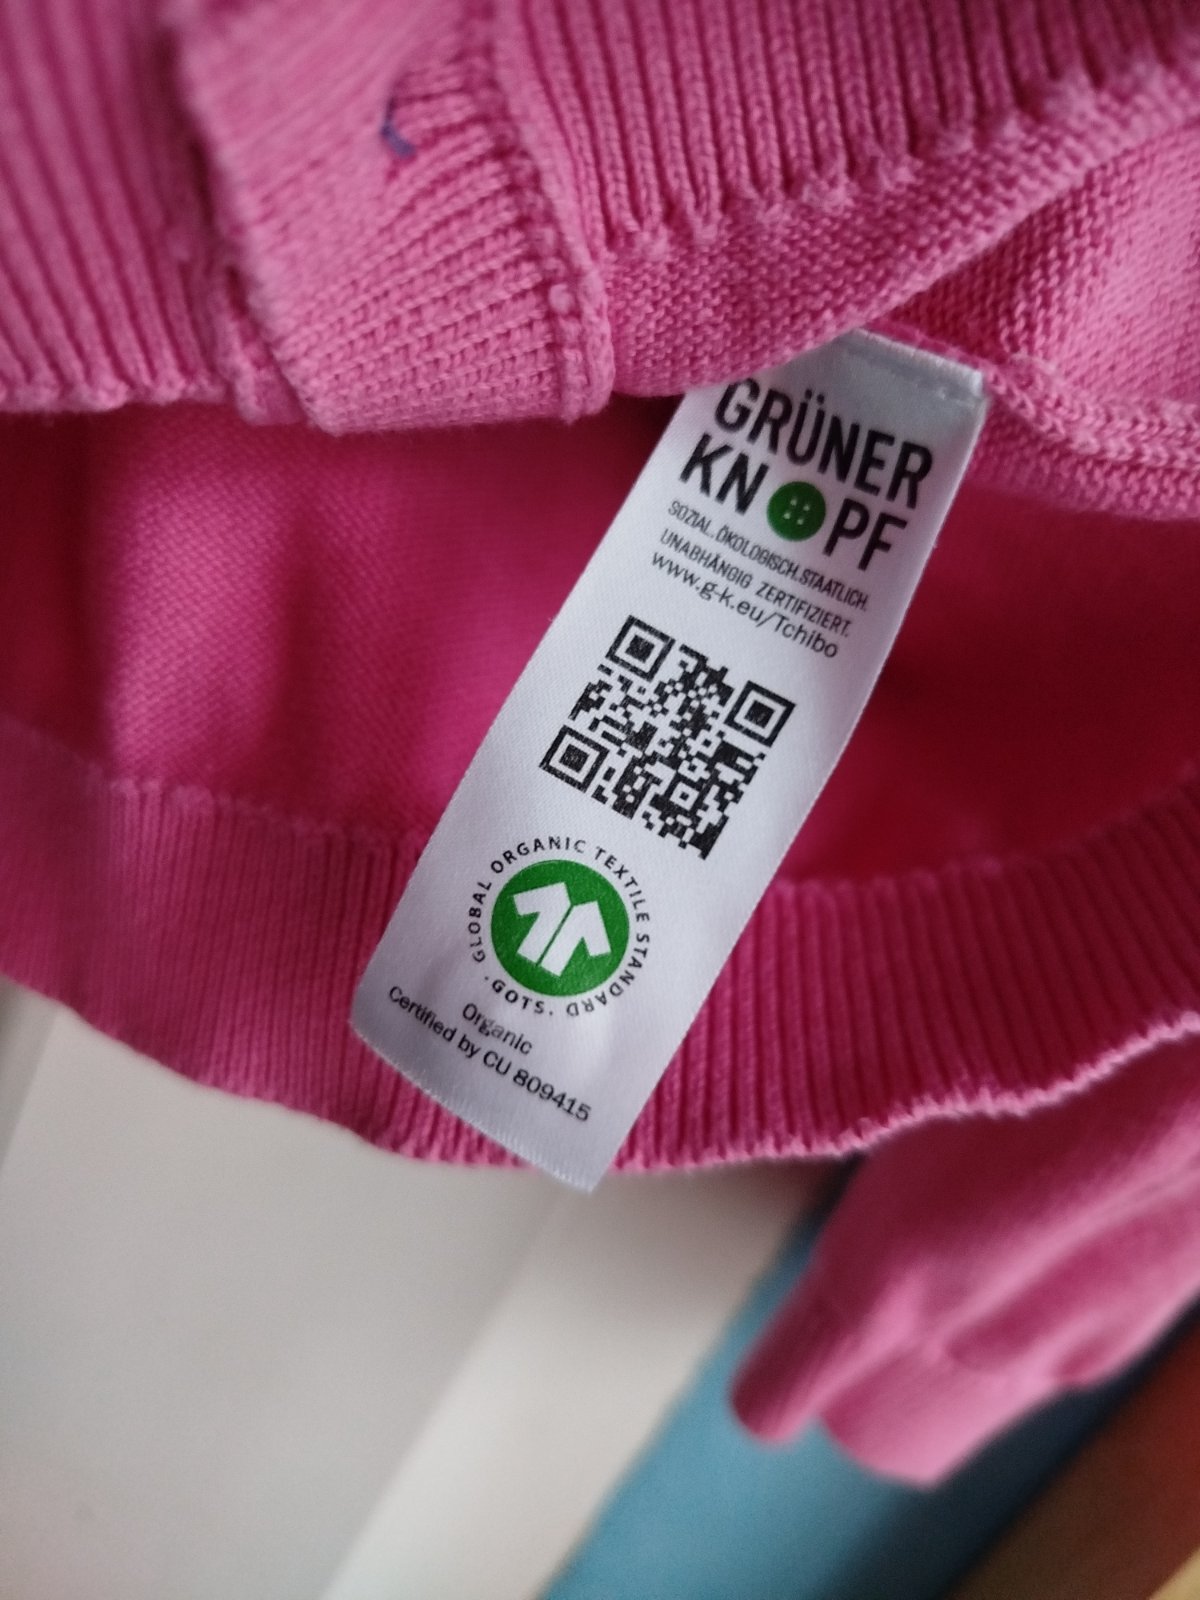 GRÜNER
KNOPF
SOZIAL. ÖKOLOGISCH. STAATLICH.
UNABHÄNGIG ZERTIFIZIERT.
www.g-k.eu/Tchibo
GLOBAL ORGANIC TEXTILE STANDARD
· GOTS ·
Organic
Certified by CU 809415